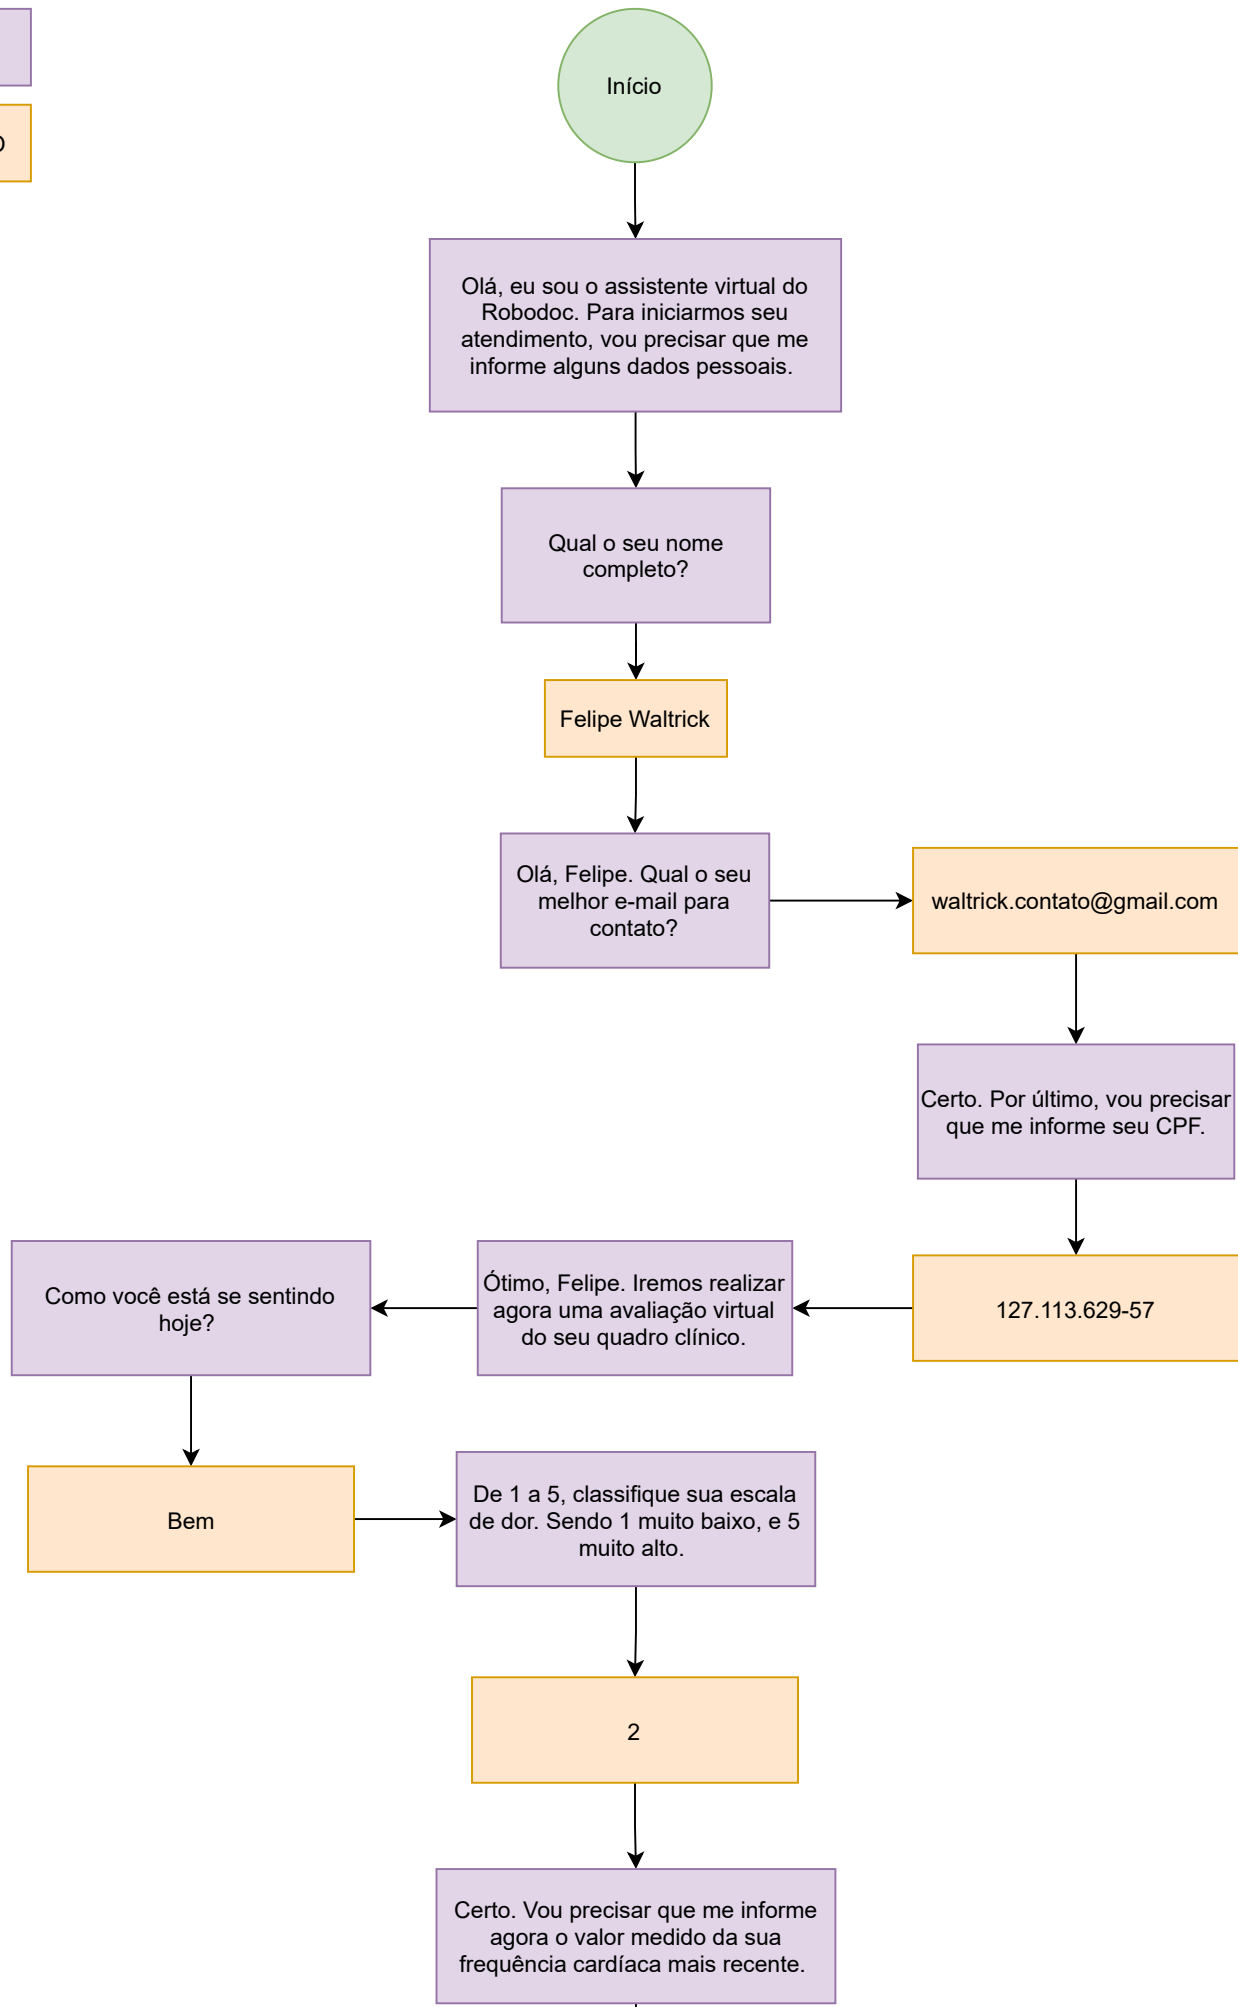 Início
Olá, eu sou o assistente virtual do
Robodoc. Para iniciarmos seu
atendimento, vou precisar que me
informe alguns dados pessoais.
Qual o seu nome
completo?
Felipe Waltrick
Olá, Felipe. Qual o seu
melhor e-mail para
contato?
waltrick.contato@gmail.com
Certo. Por último, vou precisar
que me informe seu CPF.
127.113.629-57
Ótimo, Felipe. Iremos realizar
agora uma avaliação virtual
do seu quadro clínico.
Como você está se sentindo
hoje?
Bem
De 1 a 5, classifique sua escala
de dor. Sendo 1 muito baixo, e 5
muito alto.
2
Certo. Vou precisar que me informe
agora o valor medido da sua
frequência cardíaca mais recente.